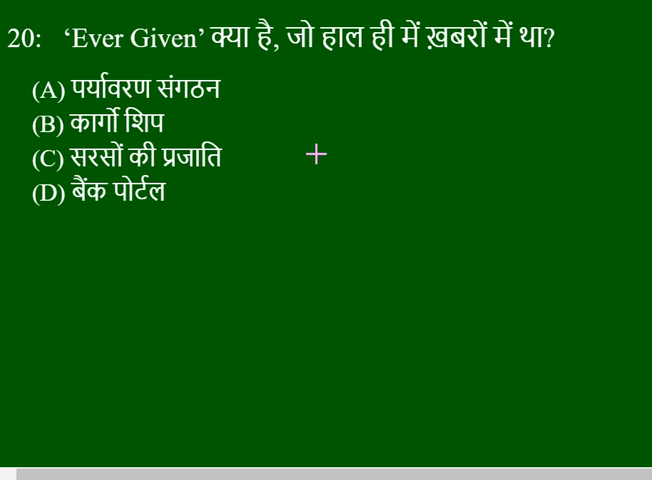 20: ‘Ever Given’ क्या है, जो हाल ही में ख़बरों में था?
(A) पर्यावरण संगठन
(B) कार्गो शिप
(C) सरसों की प्रजाति
(D) बैंक पोर्टल